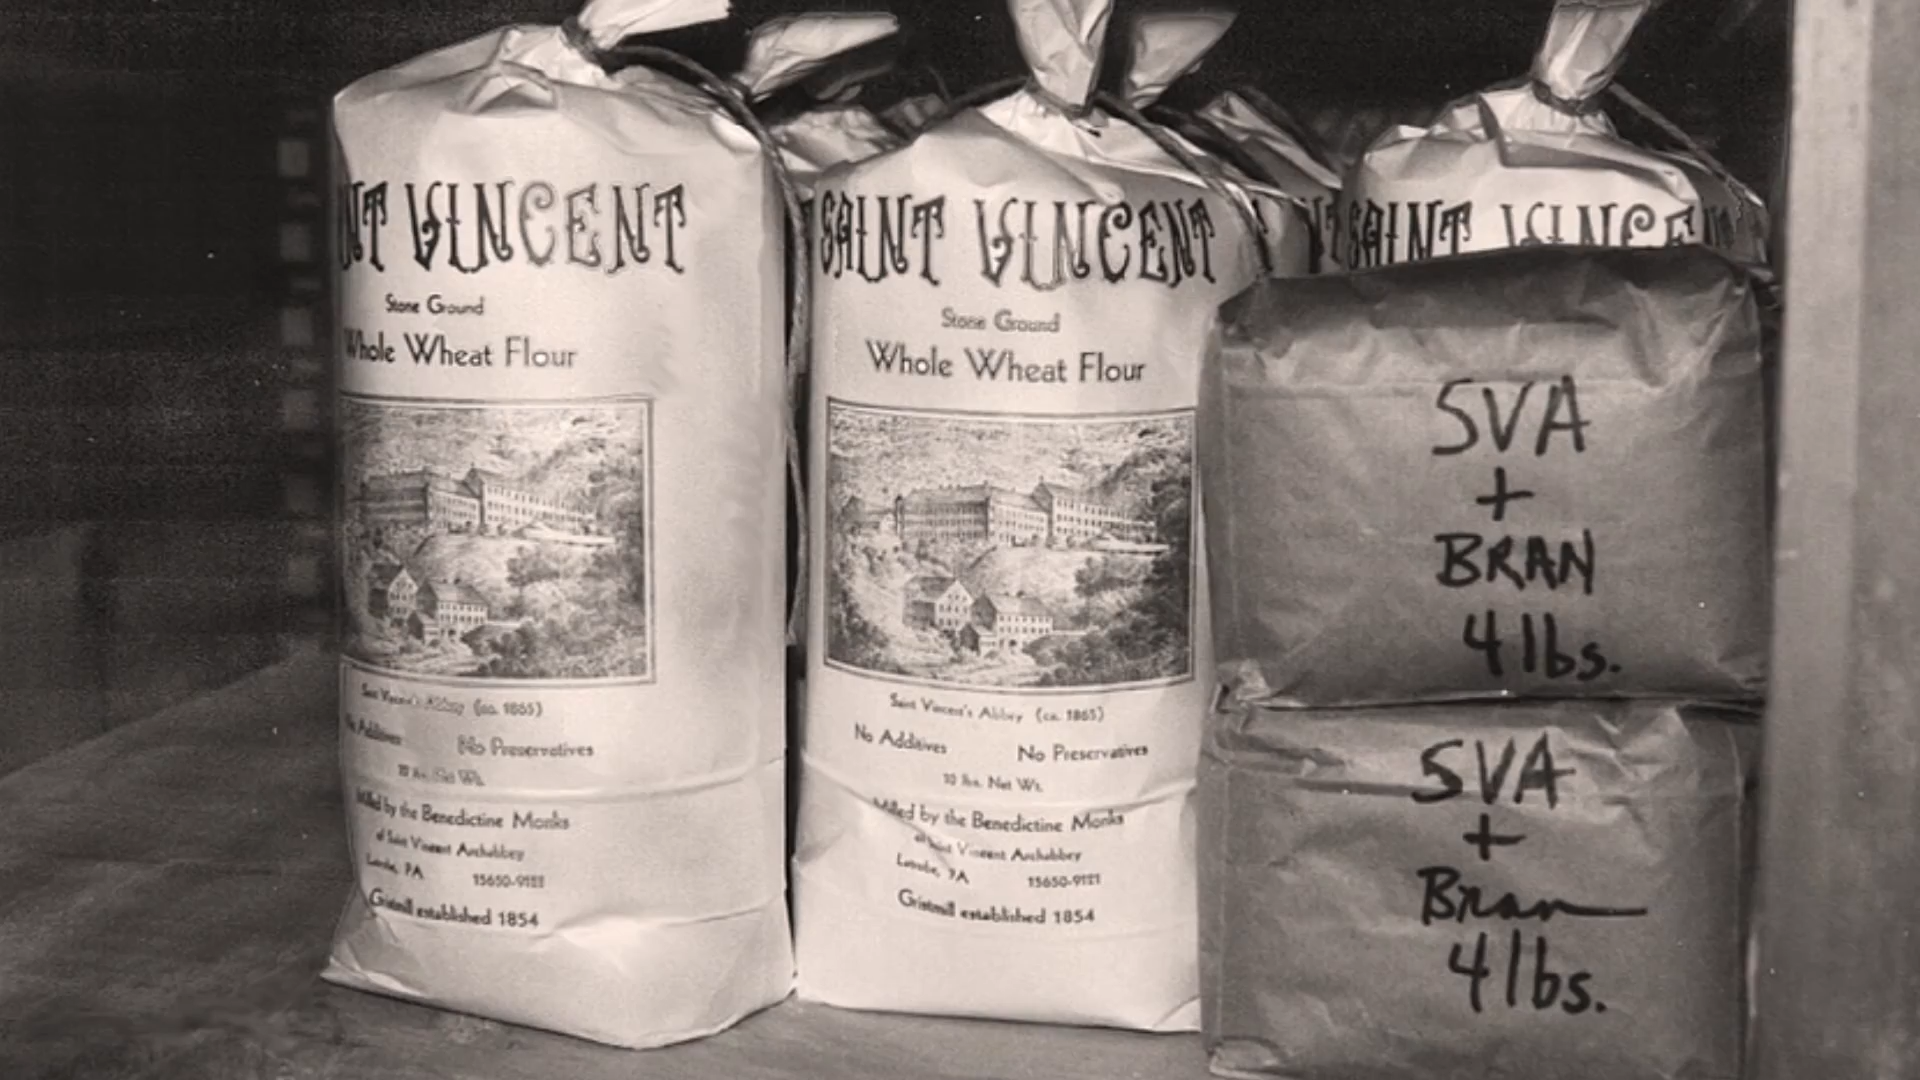 NT VINCENT
Stone Ground
Whole Wheat Flour
Saint Vincent's Abbey (ca. 1865)
No Additives No Preservatives
10 lbs. Net Wt.
Milled by the Benedictine Monks
of Saint Vincent Archabbey
Latrobe, PA 15650-
Gristmill established 1854
SAINT VINCENT
Stone Ground
Whole Wheat Flour
Saint Vincent's Abbey (ca. 1865)
No Additives No Preservatives
10 lbs. Net Wt.
Milled by the Benedictine Monks
of Saint Vincent Archabbey
Latrobe, PA 15650-
Gristmill established 1854
SAINT VINCE
SVA
+
BRAN
4 lbs.
SVA
+
Bran
4 lbs.